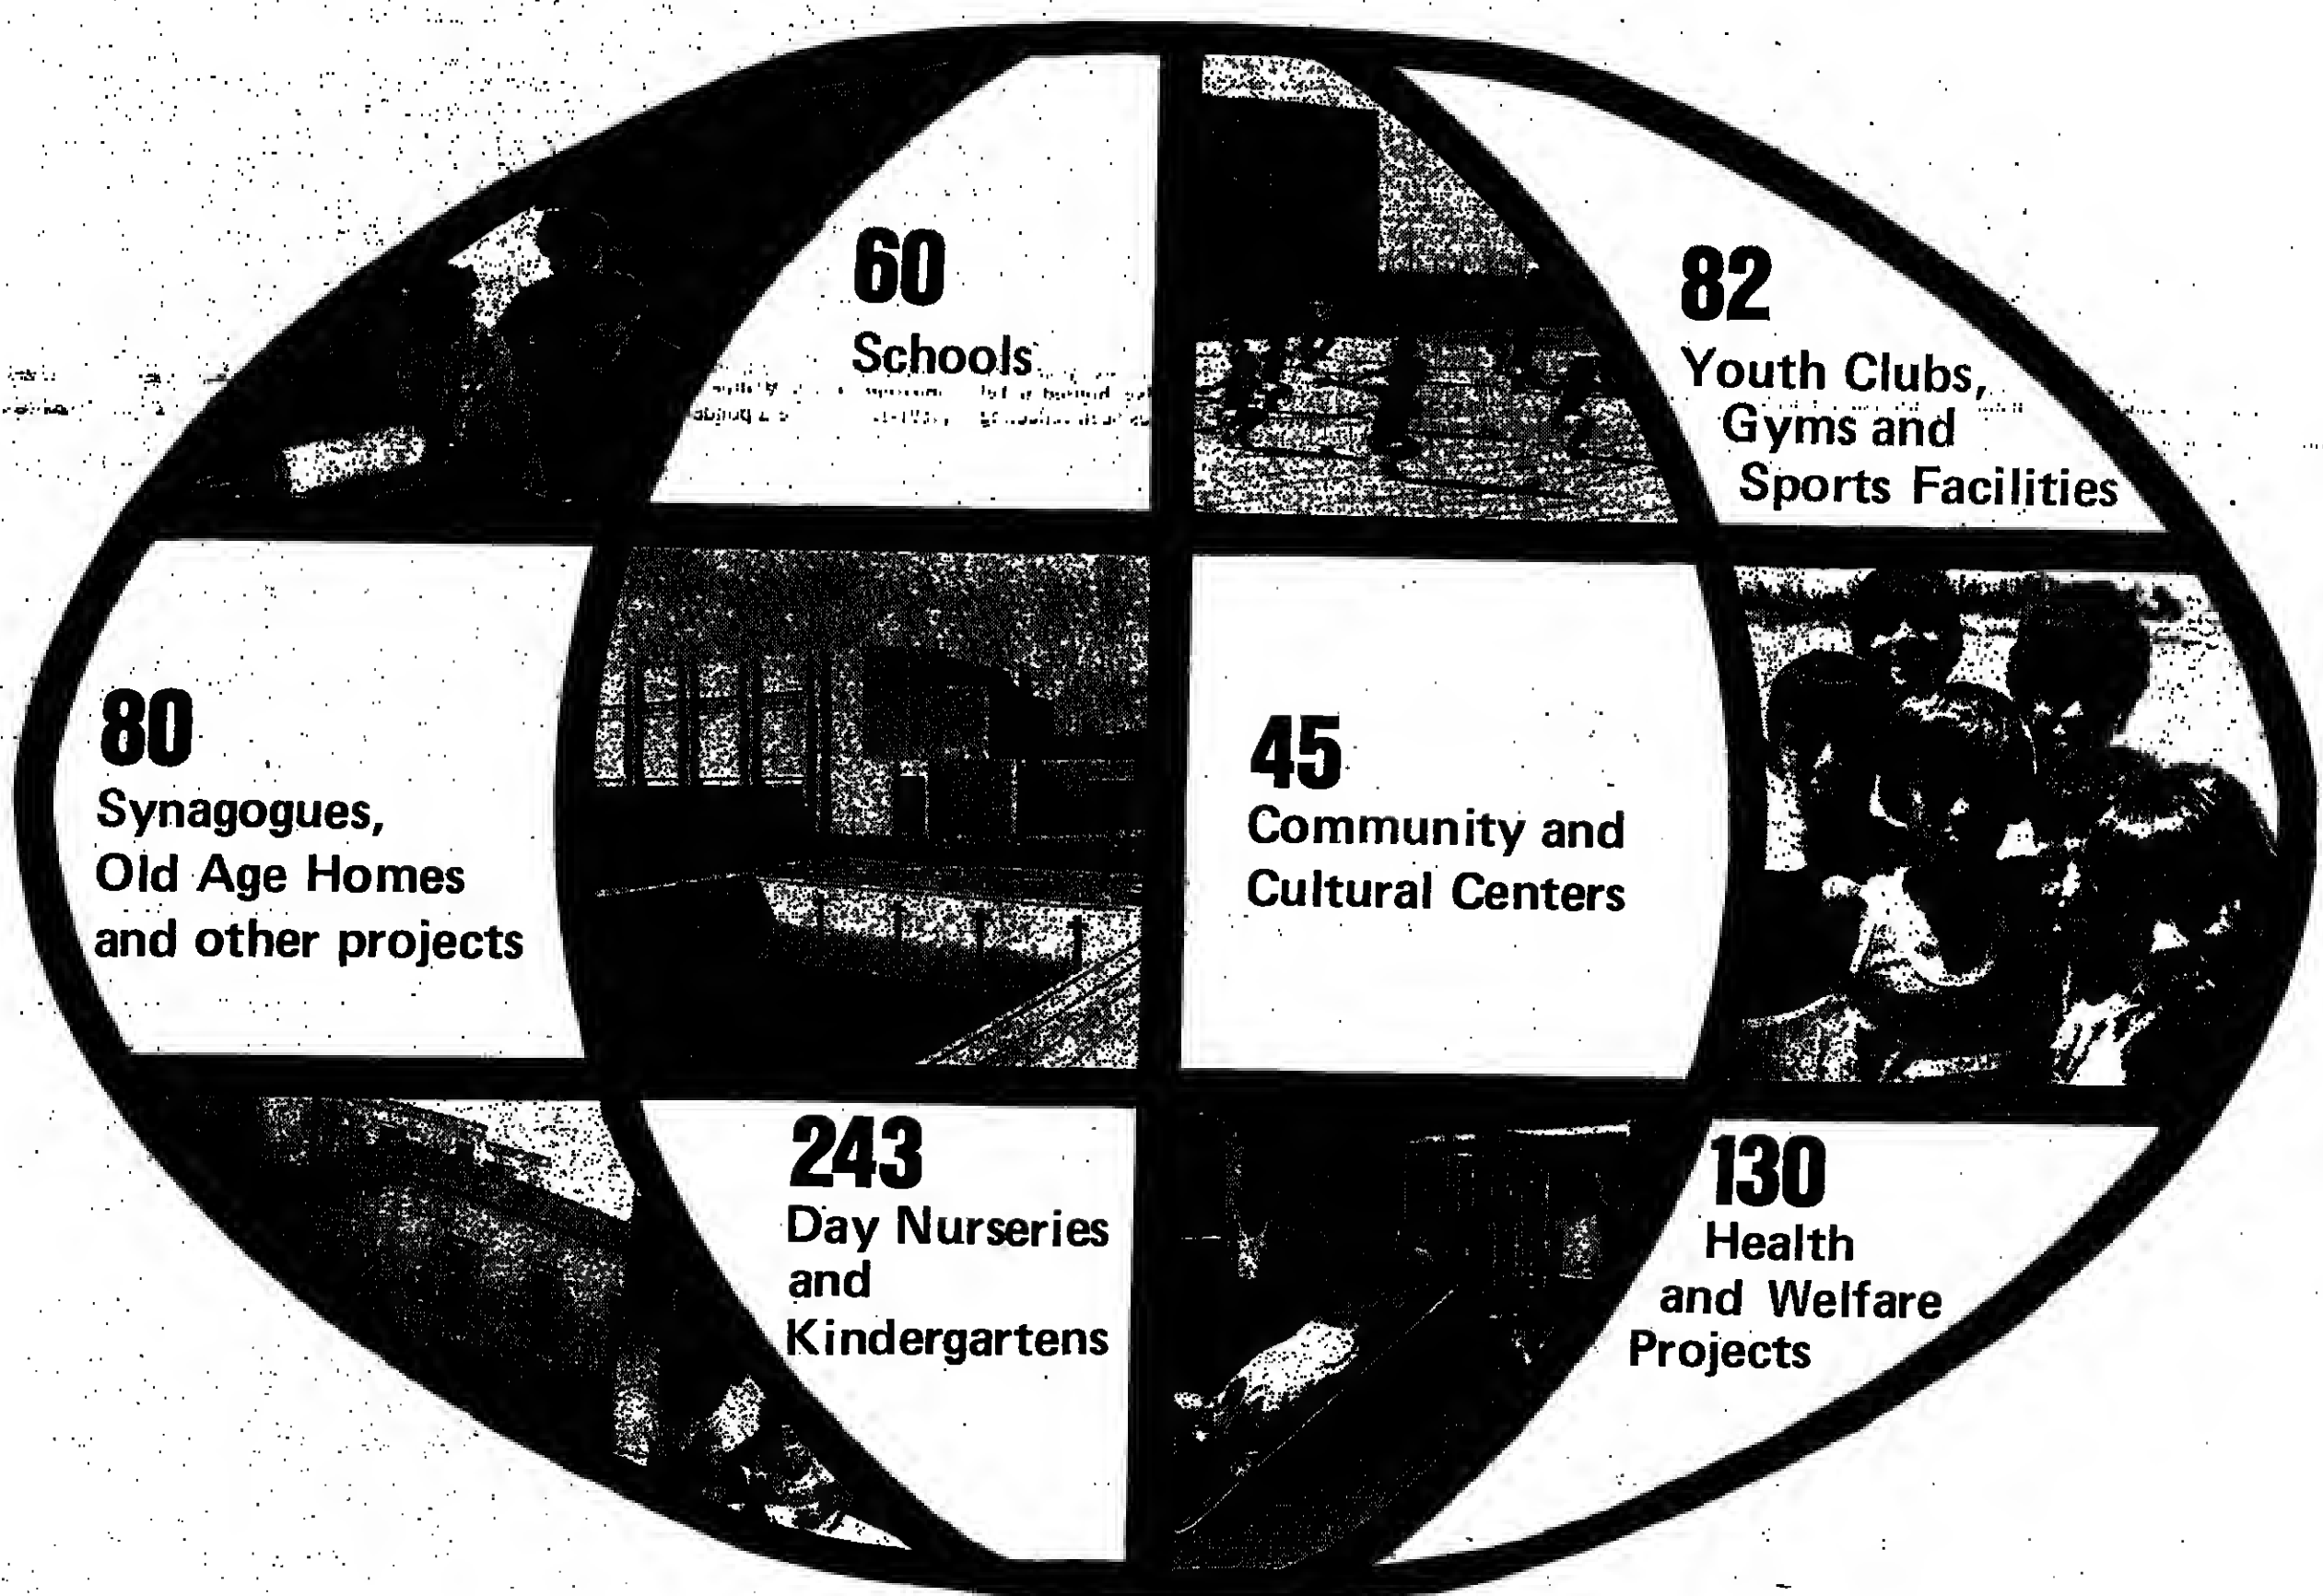 60
Schools
82
Youth Clubs,
Gyms and
Sports Facilities
80
Synagogues,
Old Age Homes
and other projects
45
Community and
Cultural Centers
243
Day Nurseries
and
Kindergartens
130
Health
and Welfare
Projects